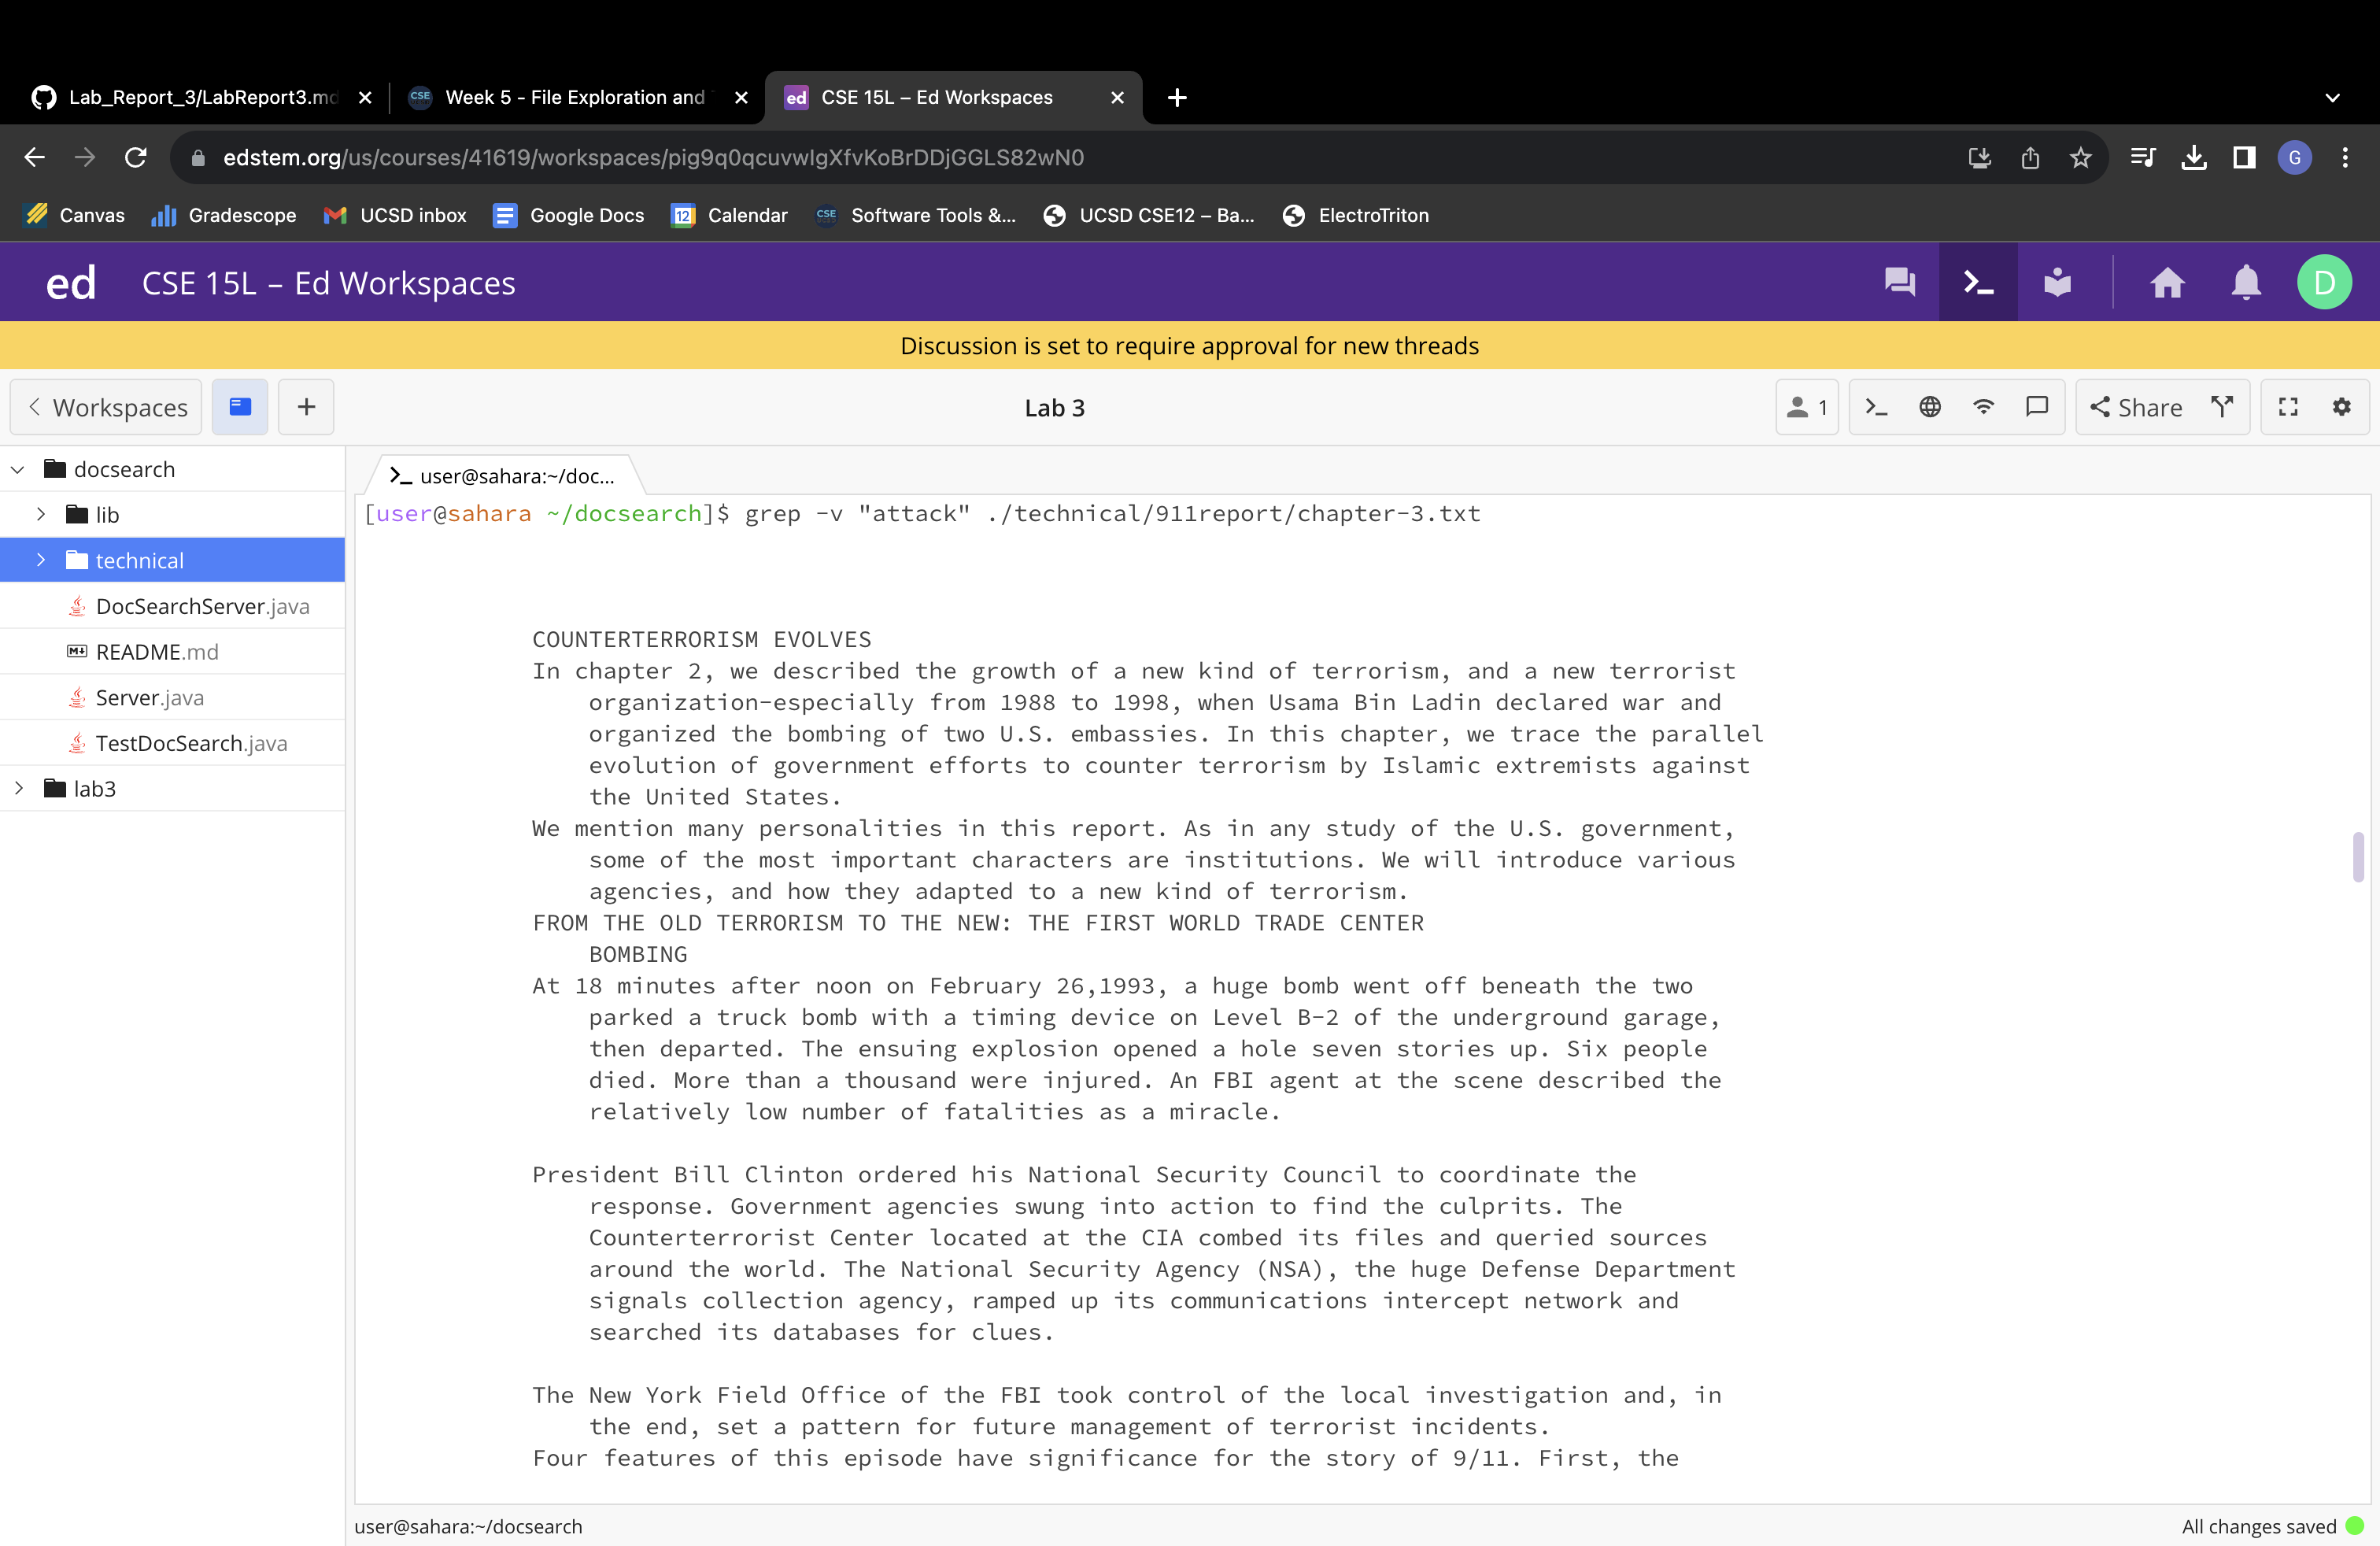 Lab_Report_3/LabReport3.md
Week 5 - File Exploration and
ed CSE 15L – Ed Workspaces
edstem.org/us/courses/41619/workspaces/pig9q0qcuvwIgXfvKoBrDDjGGLS82wN0
G
Canvas Gradescope UCSD inbox Google Docs 12 Calendar CSE Software Tools &... UCSD CSE12 – Ba... ElectroTriton
ed CSE 15L – Ed Workspaces D
Discussion is set to require approval for new threads
Workspaces Lab 3 1 Share
docsearch
lib
technical
DocSearchServer.java
README.md
Server.java
TestDocSearch.java
lab3
user@sahara:~/doc...
[user@sahara ~/docsearch]$ grep -v "attack" ./technical/911report/chapter-3.txt
COUNTERTERRORISM EVOLVES
In chapter 2, we described the growth of a new kind of terrorism, and a new terrorist
organization-especially from 1988 to 1998, when Usama Bin Ladin declared war and
organized the bombing of two U.S. embassies. In this chapter, we trace the parallel
evolution of government efforts to counter terrorism by Islamic extremists against
the United States.
We mention many personalities in this report. As in any study of the U.S. government,
some of the most important characters are institutions. We will introduce various
agencies, and how they adapted to a new kind of terrorism.
FROM THE OLD TERRORISM TO THE NEW: THE FIRST WORLD TRADE CENTER
BOMBING
At 18 minutes after noon on February 26,1993, a huge bomb went off beneath the two
parked a truck bomb with a timing device on Level B-2 of the underground garage,
then departed. The ensuing explosion opened a hole seven stories up. Six people
died. More than a thousand were injured. An FBI agent at the scene described the
relatively low number of fatalities as a miracle.
President Bill Clinton ordered his National Security Council to coordinate the
response. Government agencies swung into action to find the culprits. The
Counterterrorist Center located at the CIA combed its files and queried sources
around the world. The National Security Agency (NSA), the huge Defense Department
signals collection agency, ramped up its communications intercept network and
searched its databases for clues.
The New York Field Office of the FBI took control of the local investigation and, in
the end, set a pattern for future management of terrorist incidents.
Four features of this episode have significance for the story of 9/11. First, the
user@sahara:~/docsearch
All changes saved